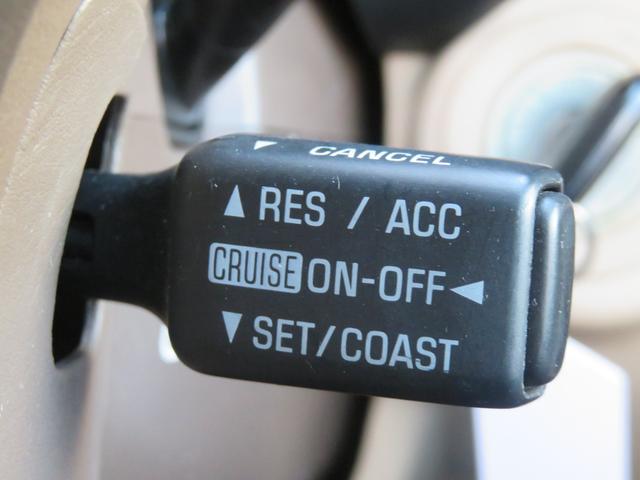 ▼ CANCEL
▲ RES / ACC
CRUISE ON-OFF ◀
▼ SET/COAST